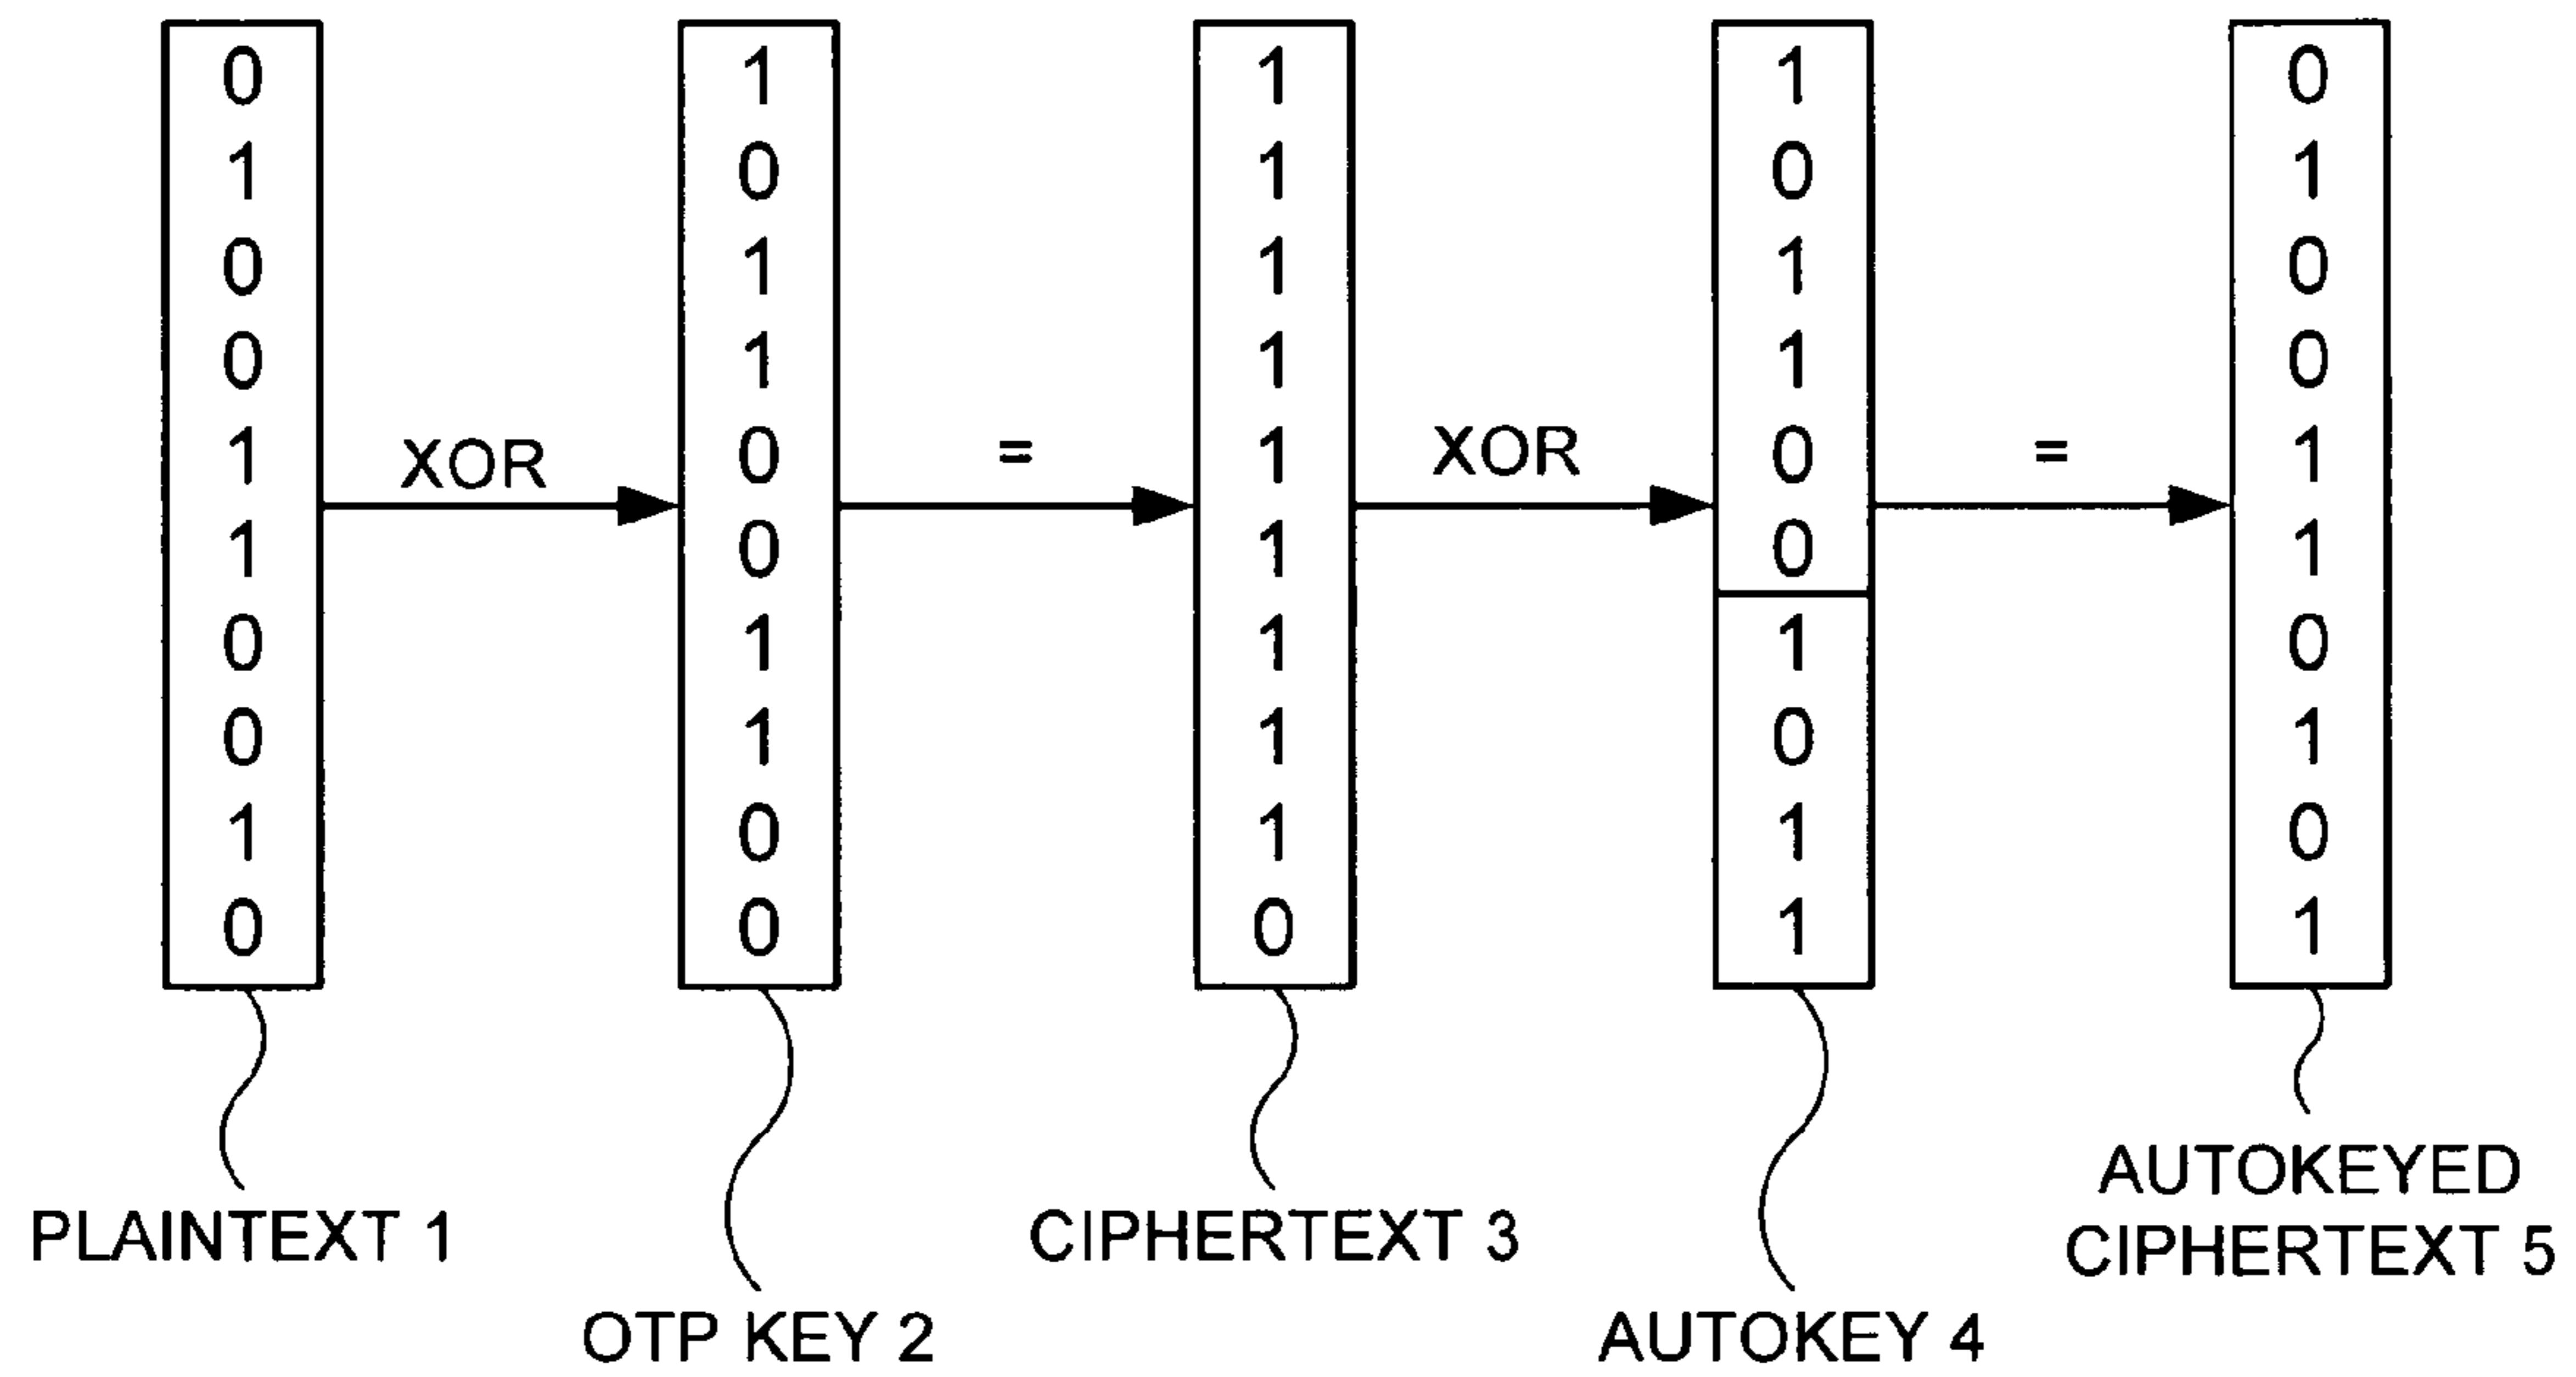 0 1 1 1 0
1 0 1 0 1
0 1 1 1 0
0 1 1 1 0
1 0 1 0 1
XOR = XOR =
1 0 1 0 1
0 1 1 1 0
0 1 1 0 1
1 0 1 1 0
0 0 0 1 1
PLAINTEXT 1
OTP KEY 2
CIPHERTEXT 3
AUTOKEY 4
AUTOKEYED
CIPHERTEXT 5